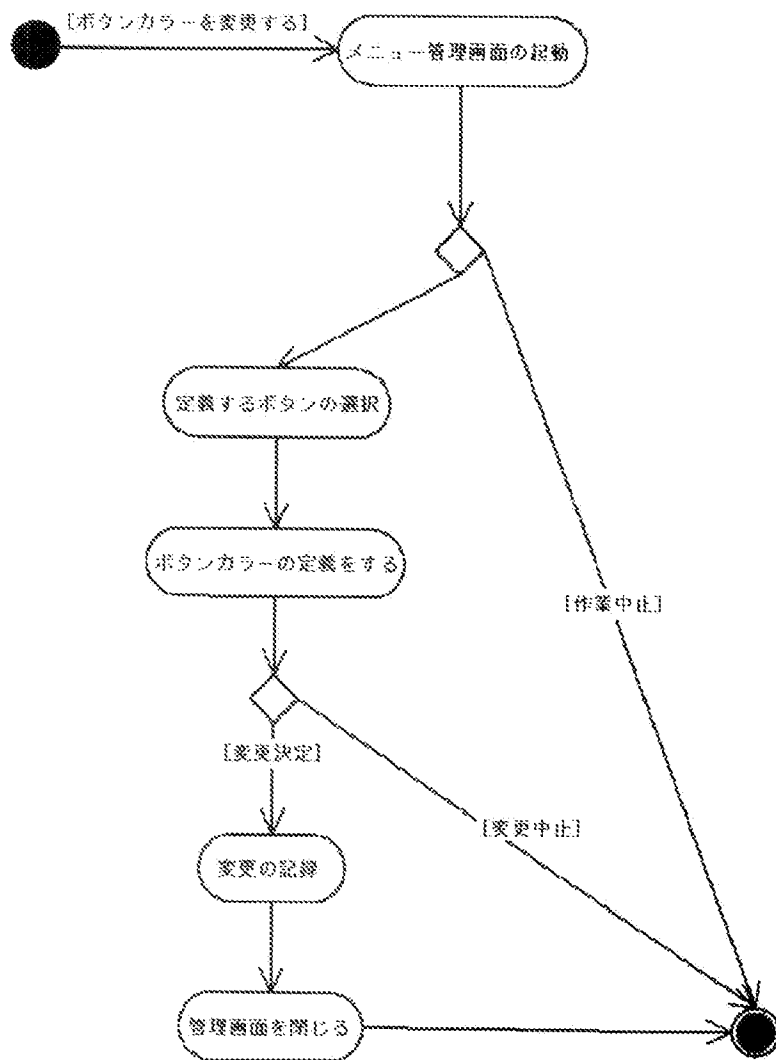 [ボタンカラーを変更する]
メニュー管理画面の起動
定義するボタンの選択
ボタンカラーの定義をする
[作業中止]
[変更決定]
[変更中止]
変更の記録
管理画面を閉じる